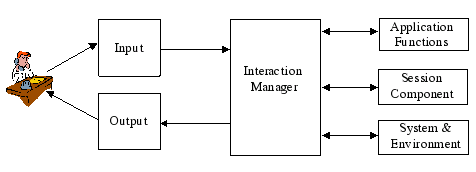 Input
Output
Interaction
Manager
Application
Functions
Session
Component
System &
Environment